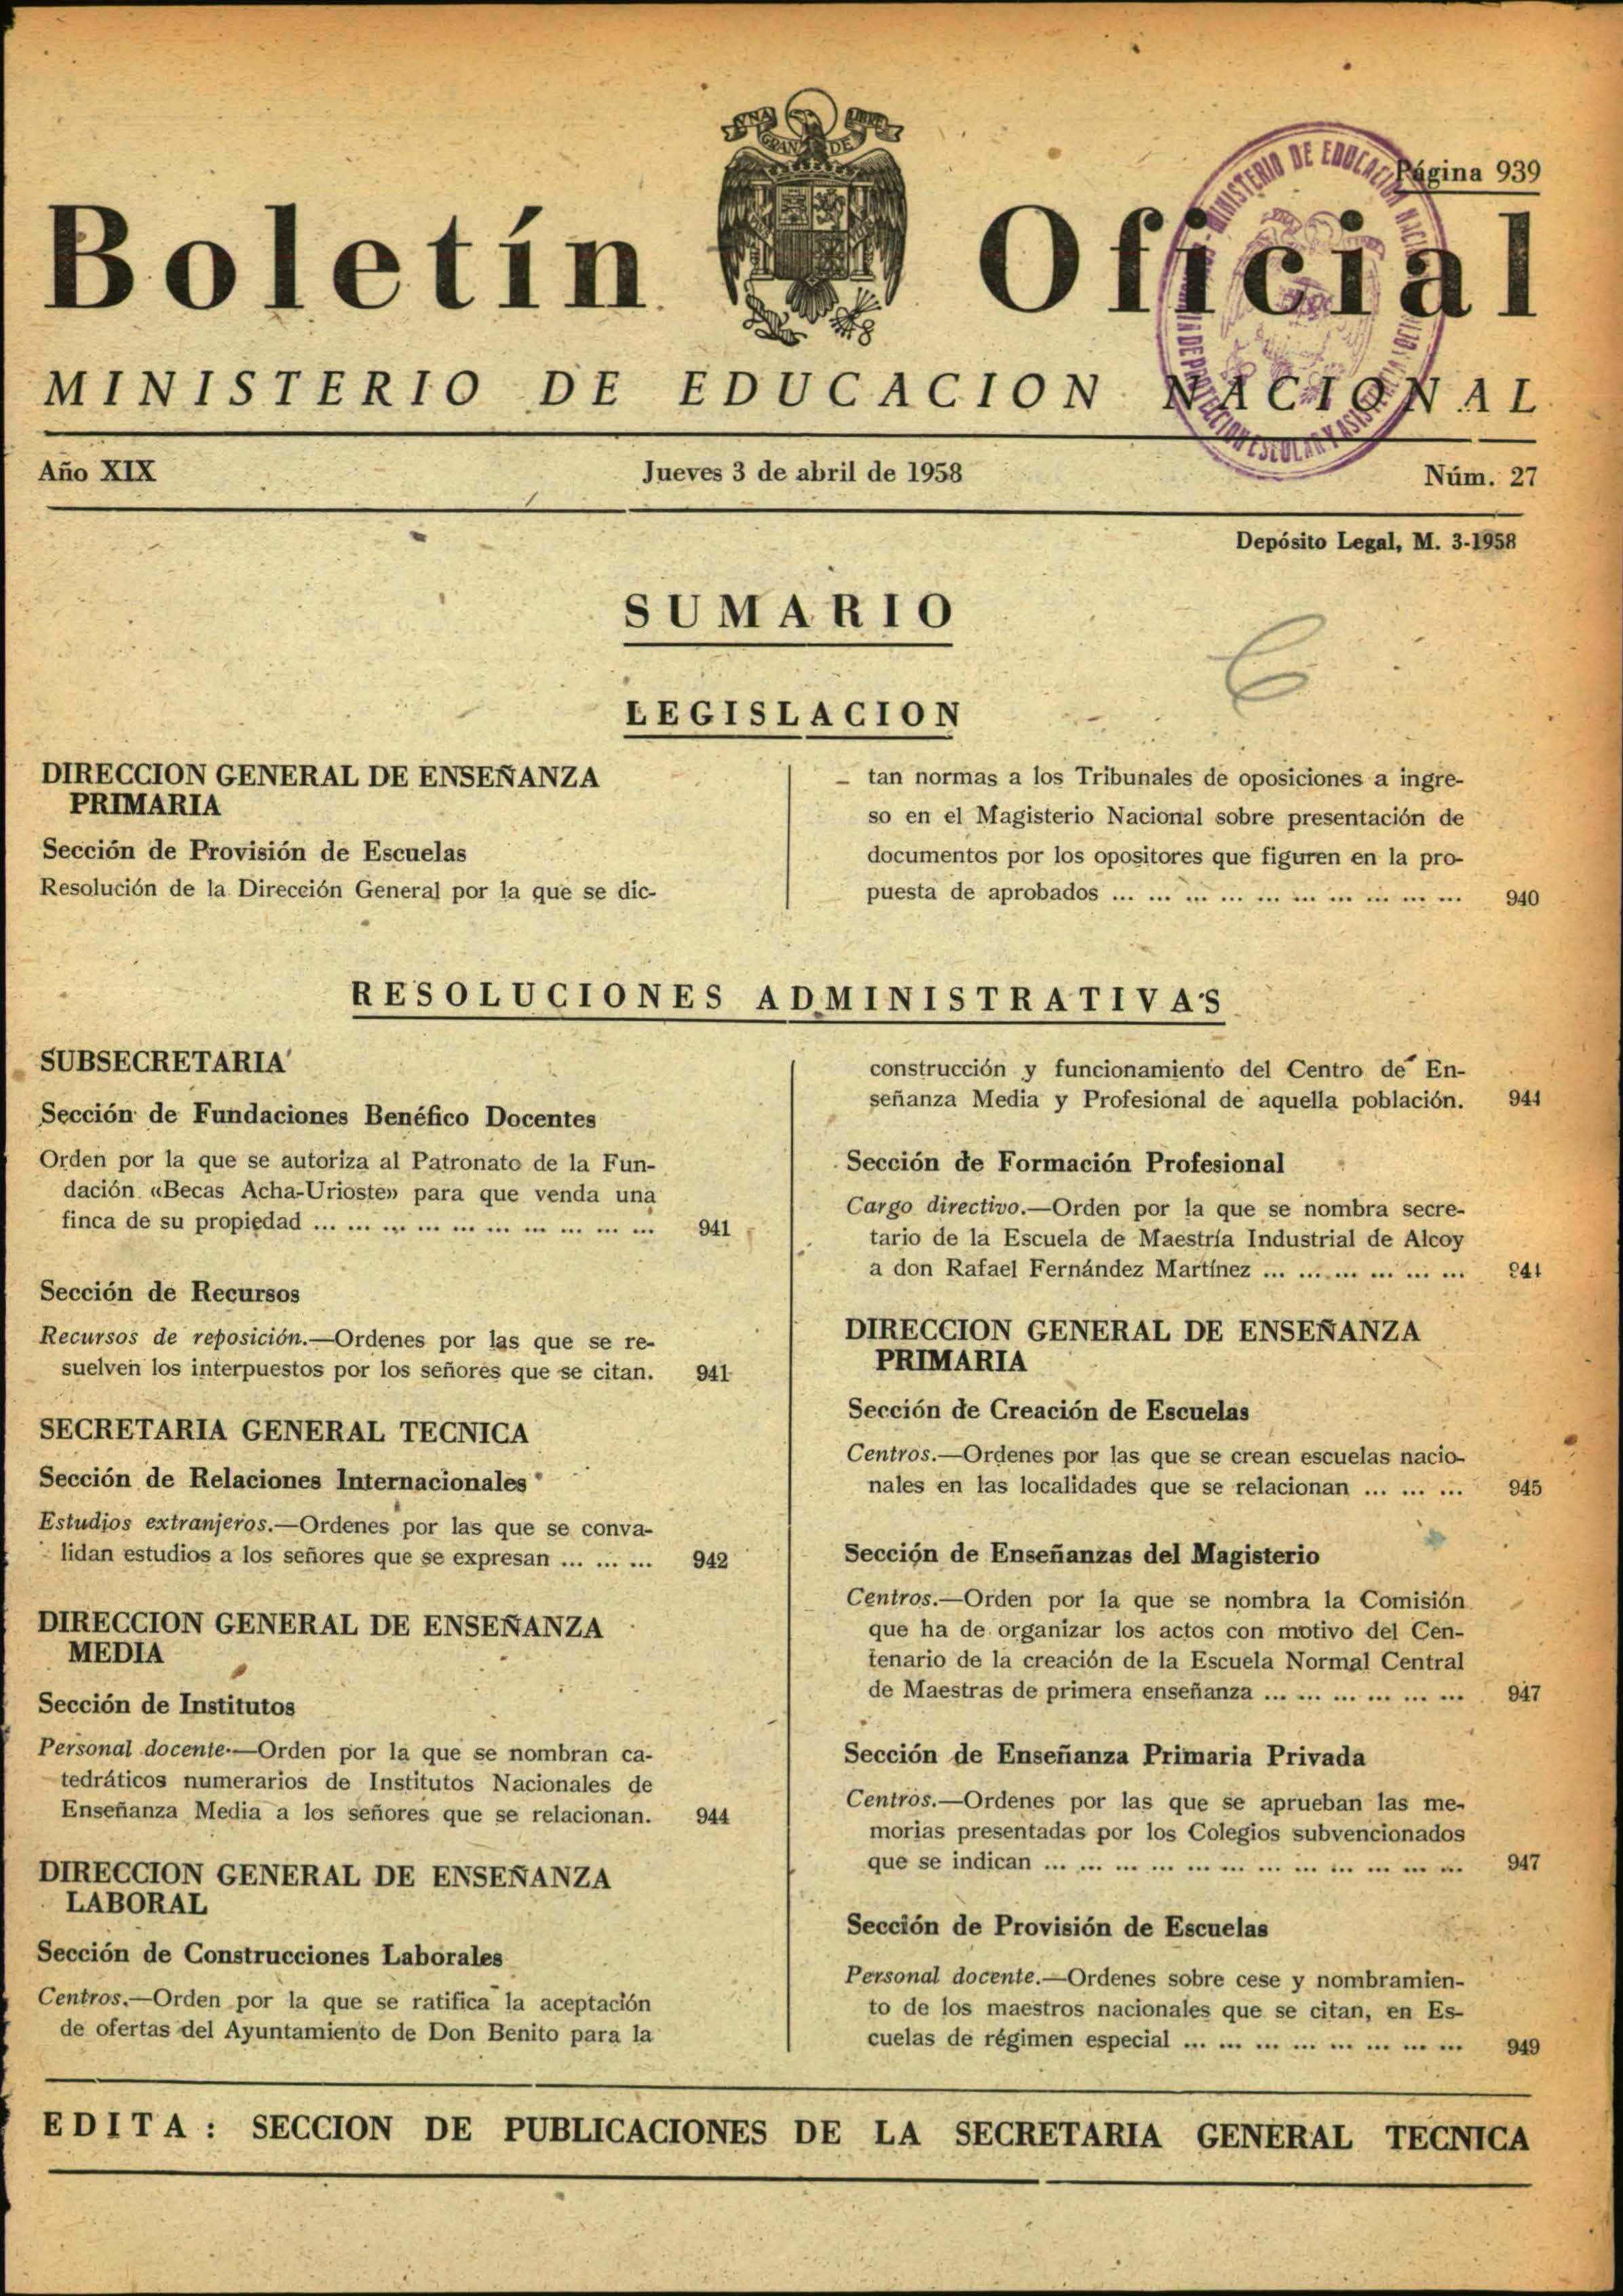 Página 939
Boletín Oficial
MINISTERIO DE EDUCACION NACIONAL
Año XIX
Jueves 3 de abril de 1958
Núm. 27
Depósito Legal, M. 3-1958
SUMARIO
LEGISLACION
DIRECCION GENERAL DE ENSEÑANZA
PRIMARIA
Sección de Provisión de Escuelas
Resolución de la Dirección General por la que se dic-
tan normas a los Tribunales de oposiciones a ingre-
so en el Magisterio Nacional sobre presentación de
documentos por los opositores que figuren en la pro-
puesta de aprobados ... ... ... ... ... ... ... ... ... ... 940
RESOLUCIONES ADMINISTRATIVAS
SUBSECRETARIA
Sección de Fundaciones Benéfico Docentes
Orden por la que se autoriza al Patronato de la Fun-
dación «Becas Acha-Urioste» para que venda una
finca de su propiedad ... ... ... ... ... ... ... ... ... ... 941
Sección de Recursos
Recursos de reposición.—Ordenes por las que se re-
suelven los interpuestos por los señores que se citan. 941
SECRETARIA GENERAL TECNICA
Sección de Relaciones Internacionales
Estudios extranjeros.—Ordenes por las que se conva-
lidan estudios a los señores que se expresan ... ... ... 942
DIRECCION GENERAL DE ENSEÑANZA
MEDIA
Sección de Institutos
Personal docente.—Orden por la que se nombran ca-
tedráticos numerarios de Institutos Nacionales de
Enseñanza Media a los señores que se relacionan. 944
DIRECCION GENERAL DE ENSEÑANZA
LABORAL
Sección de Construcciones Laborales
Centros.—Orden por la que se ratifica la aceptación
de ofertas del Ayuntamiento de Don Benito para la
construcción y funcionamiento del Centro de En-
señanza Media y Profesional de aquella población. 941
Sección de Formación Profesional
Cargo directivo.—Orden por la que se nombra secre-
tario de la Escuela de Maestría Industrial de Alcoy
a don Rafael Fernández Martínez ... ... ... ... ... ... 941
DIRECCION GENERAL DE ENSEÑANZA
PRIMARIA
Sección de Creación de Escuelas
Centros.—Ordenes por las que se crean escuelas nacio-
nales en las localidades que se relacionan ... ... ... 945
Sección de Enseñanzas del Magisterio
Centros.—Orden por la que se nombra la Comisión
que ha de organizar los actos con motivo del Cen-
tenario de la creación de la Escuela Normal Central
de Maestras de primera enseñanza ... ... ... ... ... ... 947
Sección de Enseñanza Primaria Privada
Centros.—Ordenes por las que se aprueban las me-
morias presentadas por los Colegios subvencionados
que se indican ... ... ... ... ... ... ... ... ... ... ... ... 947
Sección de Provisión de Escuelas
Personal docente.—Ordenes sobre cese y nombramien-
to de los maestros nacionales que se citan, en Es-
cuelas de régimen especial ... ... ... ... ... ... ... ... 949
EDITA: SECCION DE PUBLICACIONES DE LA SECRETARIA GENERAL TECNICA